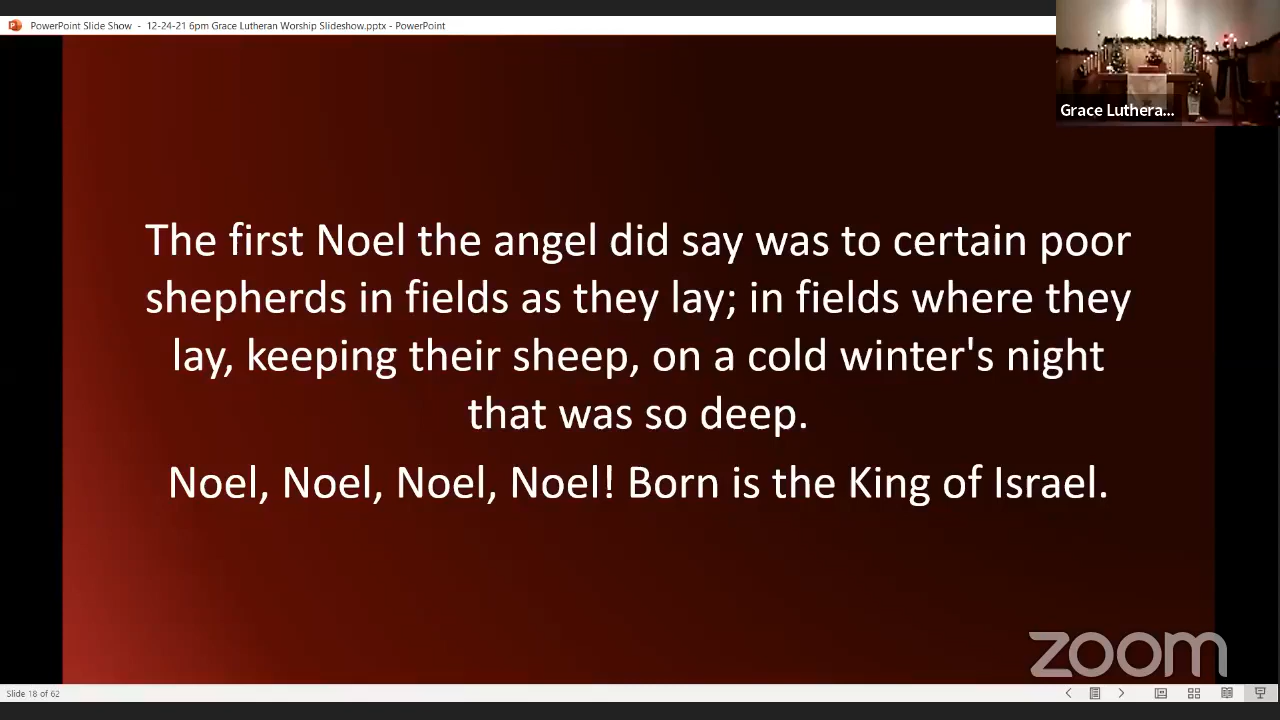 PowerPoint Slide Show - 12-24-21 6pm Grace Lutheran Worship Slideshow.pptx - PowerPoint
Grace Luthera...
The first Noel the angel did say was to certain poor
shepherds in fields as they lay; in fields where they
lay, keeping their sheep, on a cold winter's night
that was so deep.
Noel, Noel, Noel, Noel! Born is the King of Israel.
zoom
Slide 18 of 62